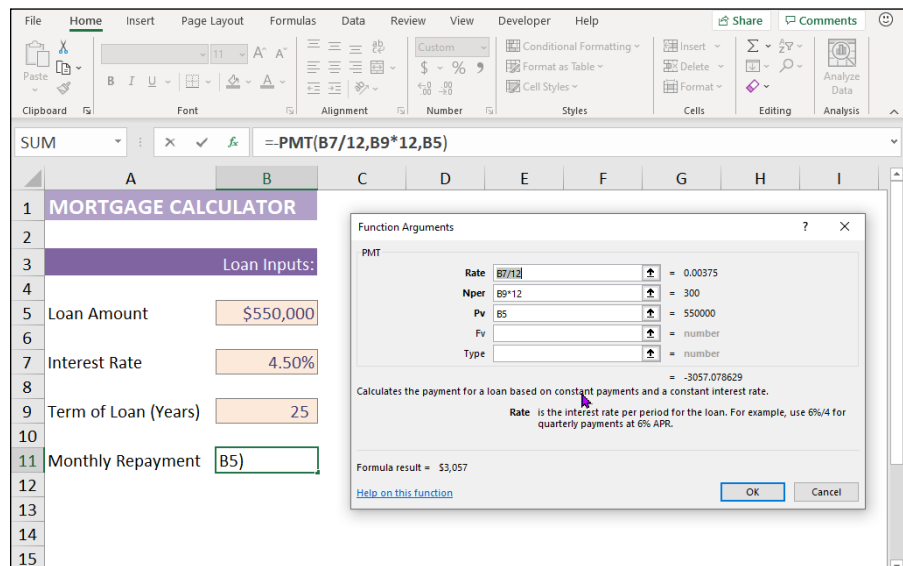 File Home Insert Page Layout Formulas Data Review View Developer Help Share Comments
11 A^ A˅ ab Custom Conditional Formatting Insert Σ
Paste B I U A $ % 9 Format as Table Delete Analyze
Cell Styles Format Data
Clipboard Font Alignment Number Styles Cells Editing Analysis
SUM fx =-PMT(B7/12,B9*12,B5)
A B C D E F G H I
1 MORTGAGE CALCULATOR
2
3 Loan Inputs:
4
5 Loan Amount $550,000
6
7 Interest Rate 4.50%
8
9 Term of Loan (Years) 25
10
11 Monthly Repayment B5)
12
13
14
15
Function Arguments ? X
PMT
Rate B7/12 = 0.00375
Nper B9*12 = 300
Pv B5 = 550000
Fv = number
Type = number
= -3057.078629
Calculates the payment for a loan based on constant payments and a constant interest rate.
Rate is the interest rate per period for the loan. For example, use 6%/4 for
quarterly payments at 6% APR.
Formula result = $3,057
Help on this function OK Cancel